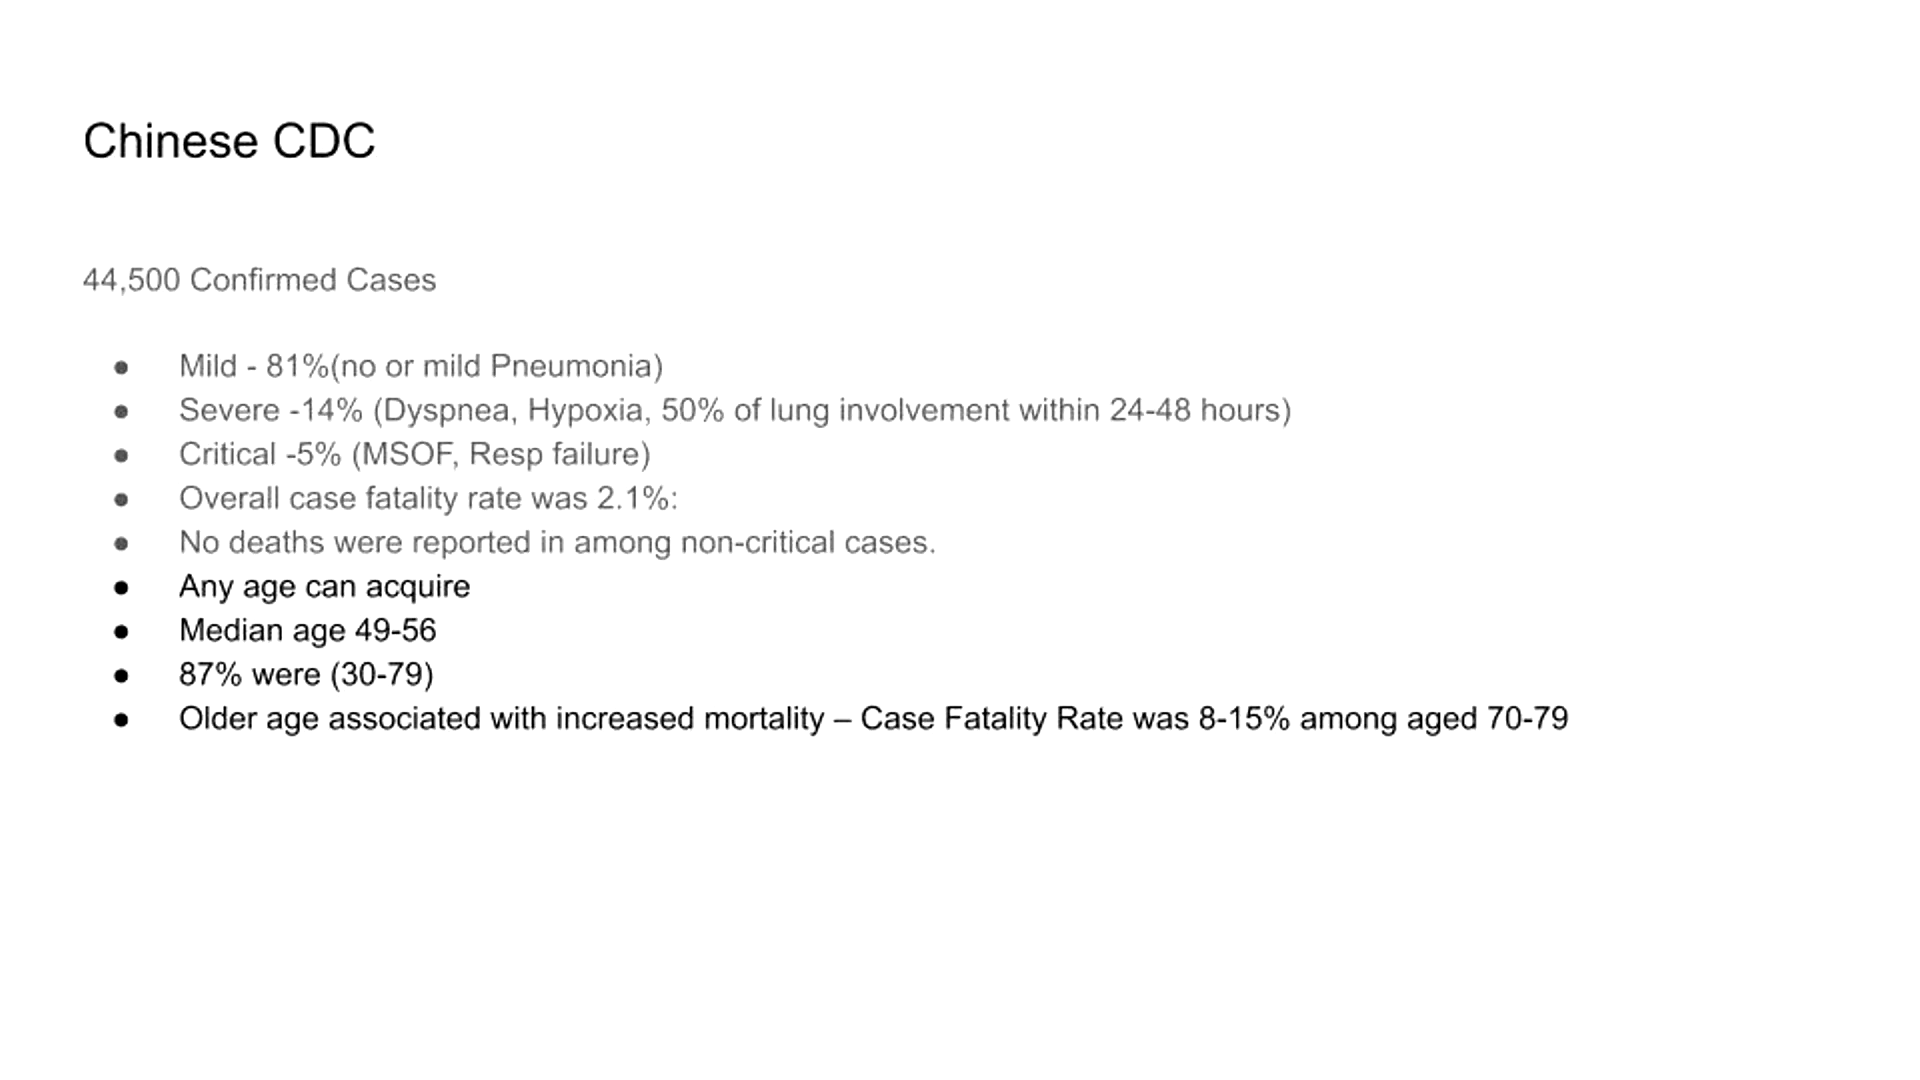 Chinese CDC
44,500 Confirmed Cases
● Mild - 81%(no or mild Pneumonia)
● Severe -14% (Dyspnea, Hypoxia, 50% of lung involvement within 24-48 hours)
● Critical -5% (MSOF, Resp failure)
● Overall case fatality rate was 2.1%:
● No deaths were reported in among non-critical cases.
● Any age can acquire
● Median age 49-56
● 87% were (30-79)
● Older age associated with increased mortality – Case Fatality Rate was 8-15% among aged 70-79